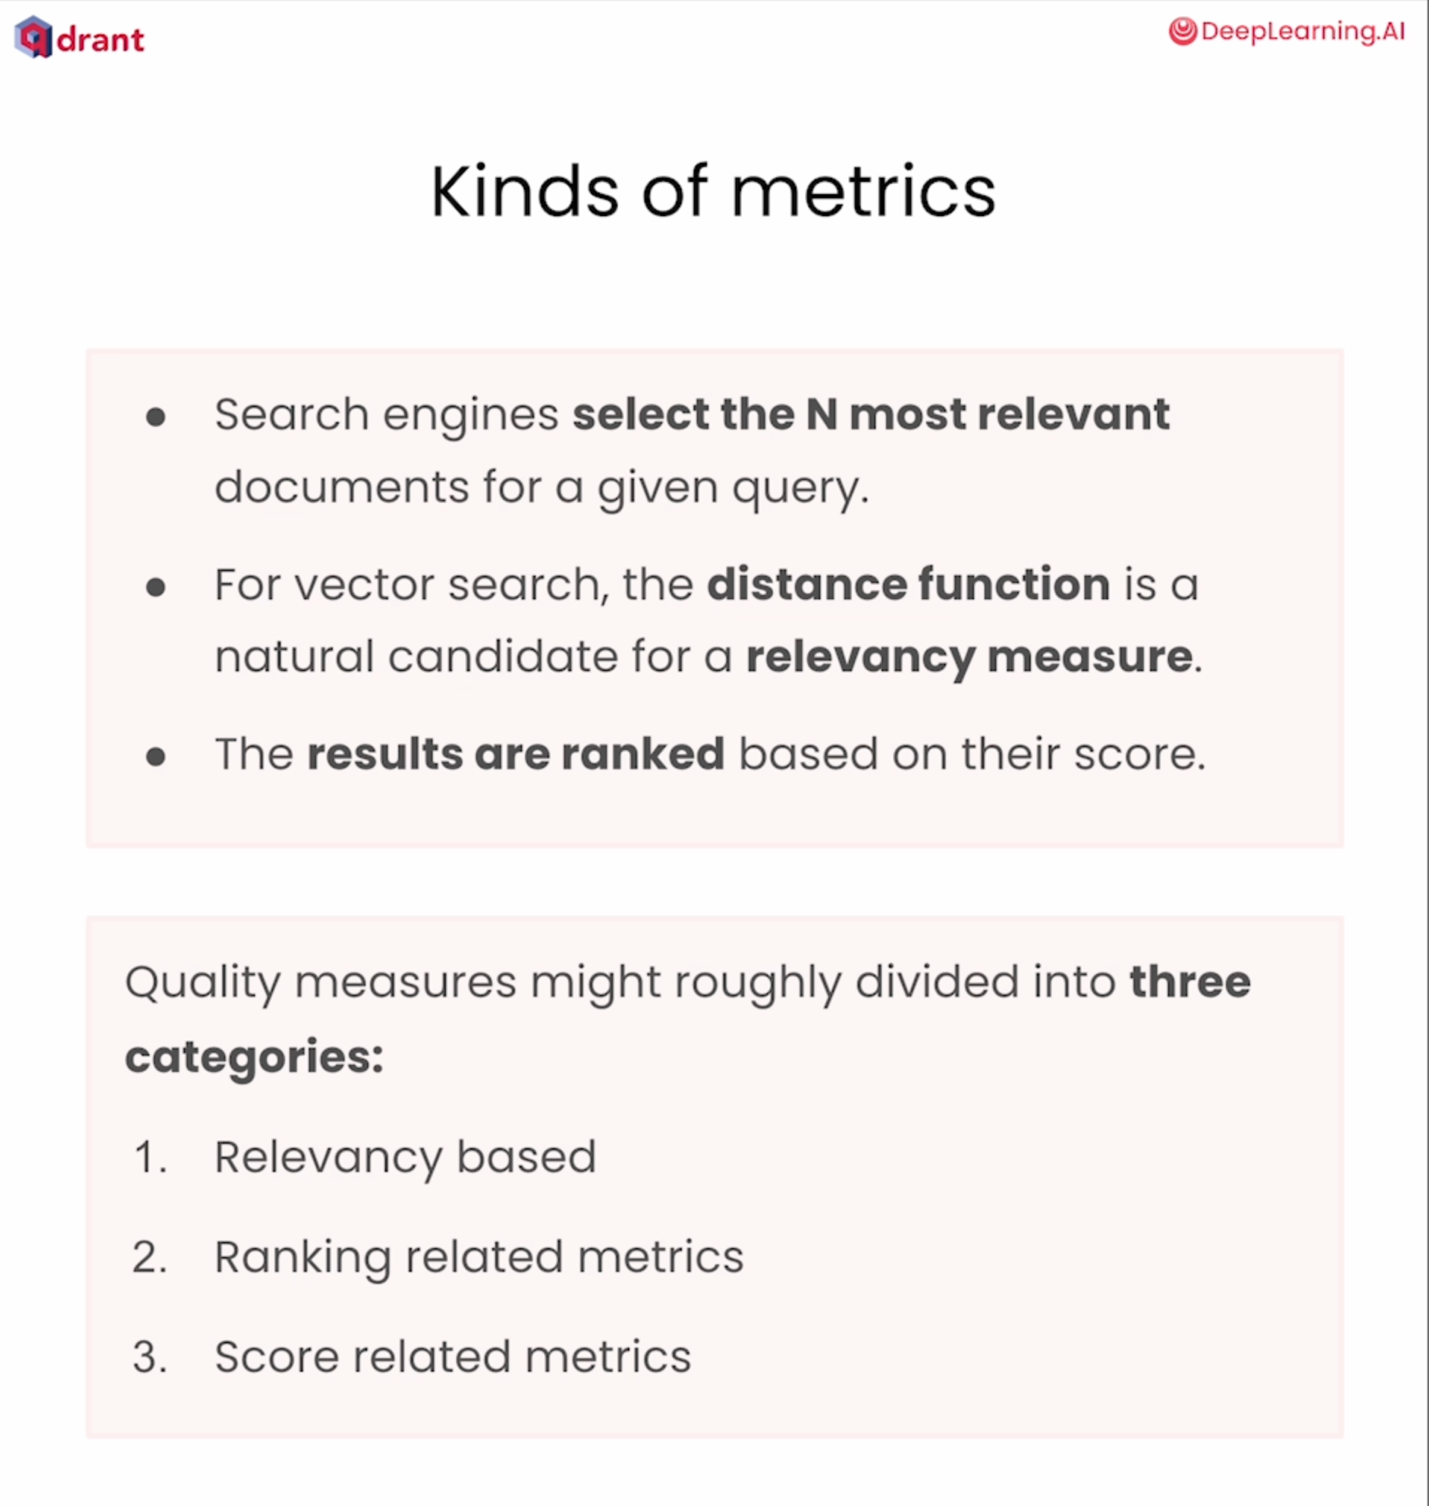 qdrant
DeepLearning.AI
Kinds of metrics
● Search engines select the N most relevant
documents for a given query.
● For vector search, the distance function is a
natural candidate for a relevancy measure.
● The results are ranked based on their score.
Quality measures might roughly divided into three
categories:
1. Relevancy based
2. Ranking related metrics
3. Score related metrics